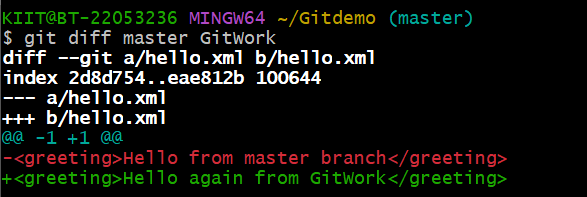 KIIT@BT-22053236 MINGW64 ~/Gitdemo (master)
$ git diff master GitWork
diff --git a/hello.xml b/hello.xml
index 2d8d754..eae812b 100644
--- a/hello.xml
+++ b/hello.xml
@@ -1 +1 @@
-<greeting>Hello from master branch</greeting>
+<greeting>Hello again from GitWork</greeting>